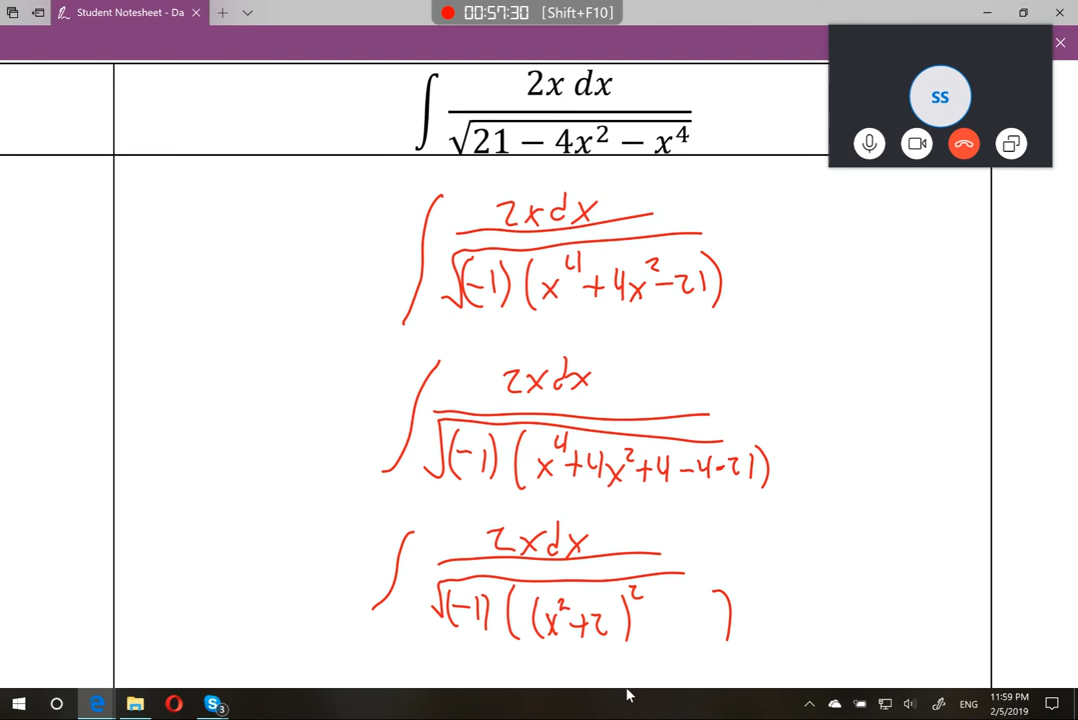 Student Notesheet - Da
00:57:30 [Shift+F10]
SS
∫ 2x dx / √(21 − 4x² − x⁴)
∫ 2xdx / √((-1)(x⁴+4x²-21))
∫ 2xdx / √((-1)(x⁴+4x²+4-4-21))
∫ 2xdx / √((-1)((x²+2)² ))
3
ENG
11:59 PM
2/5/2019